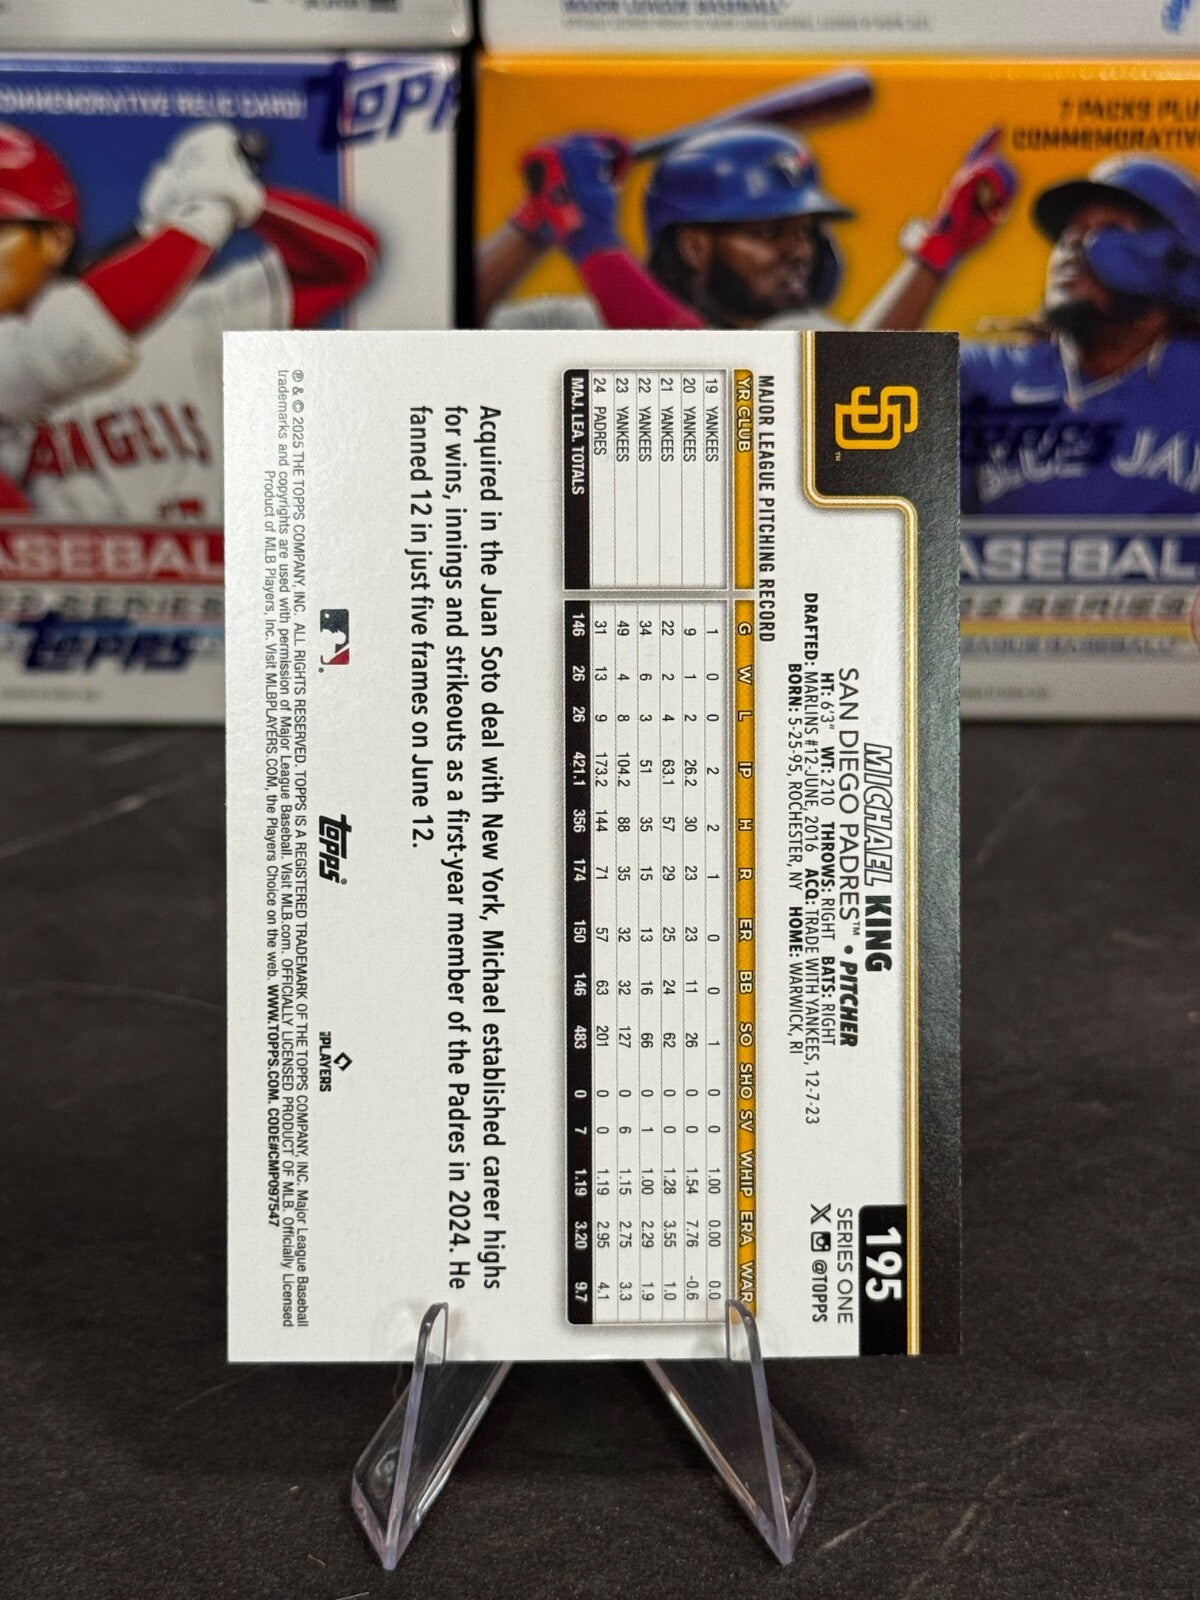 COMMEMORATIVE RELIC CARD!
TOPP
7 PACKS PLU
COMMEMORATIV
ANGELS
BLUE JA
ASEBAL
ASEBAL
TOPPS
SD
195
MICHAEL KING
SAN DIEGO PADRES™ • PITCHER
SERIES ONE
HT: 6'3" WT: 210 THROWS: RIGHT BATS: RIGHT
@TOPPS
DRAFTED: MARLINS #12-JUNE, 2016 ACQ: TRADE WITH YANKEES, 12-7-23
BORN: 5-25-95, ROCHESTER, NY HOME: WARWICK, RI
MAJOR LEAGUE PITCHING RECORD
YR CLUB G W L IP H R ER BB SO SHO SV WHIP ERA WAR
19 YANKEES 1 0 0 2 2 1 0 0 1 0 0 1.00 0.00 0.0
20 YANKEES 9 1 2 26.2 30 23 23 11 26 0 0 1.54 7.76 -0.6
21 YANKEES 22 2 4 63.1 57 29 25 24 62 0 0 1.28 3.55 1.0
22 YANKEES 34 6 3 51 35 15 13 16 66 0 1 1.00 2.29 1.9
23 YANKEES 49 4 8 104.2 88 35 32 32 127 0 6 1.15 2.75 3.3
24 PADRES 31 13 9 173.2 144 71 57 63 201 0 0 1.19 2.95 4.1
MAJ. LEA. TOTALS 146 26 26 421.1 356 174 150 146 483 0 7 1.19 3.20 9.7
Acquired in the Juan Soto deal with New York, Michael established career highs
for wins, innings and strikeouts as a first-year member of the Padres in 2024. He
fanned 12 in just five frames on June 12.
topps® PLAYERS
® & © 2025 THE TOPPS COMPANY, INC. ALL RIGHTS RESERVED. TOPPS IS A REGISTERED TRADEMARK OF THE TOPPS COMPANY, INC. Major League Baseball
trademarks and copyrights are used with permission of Major League Baseball. Visit MLB.com. OFFICIALLY LICENSED PRODUCT OF MLB. Officially Licensed
Product of MLB Players, Inc. Visit MLBPLAYERS.COM, the Players Choice on the web. WWW.TOPPS.COM. CODE#CMP097547